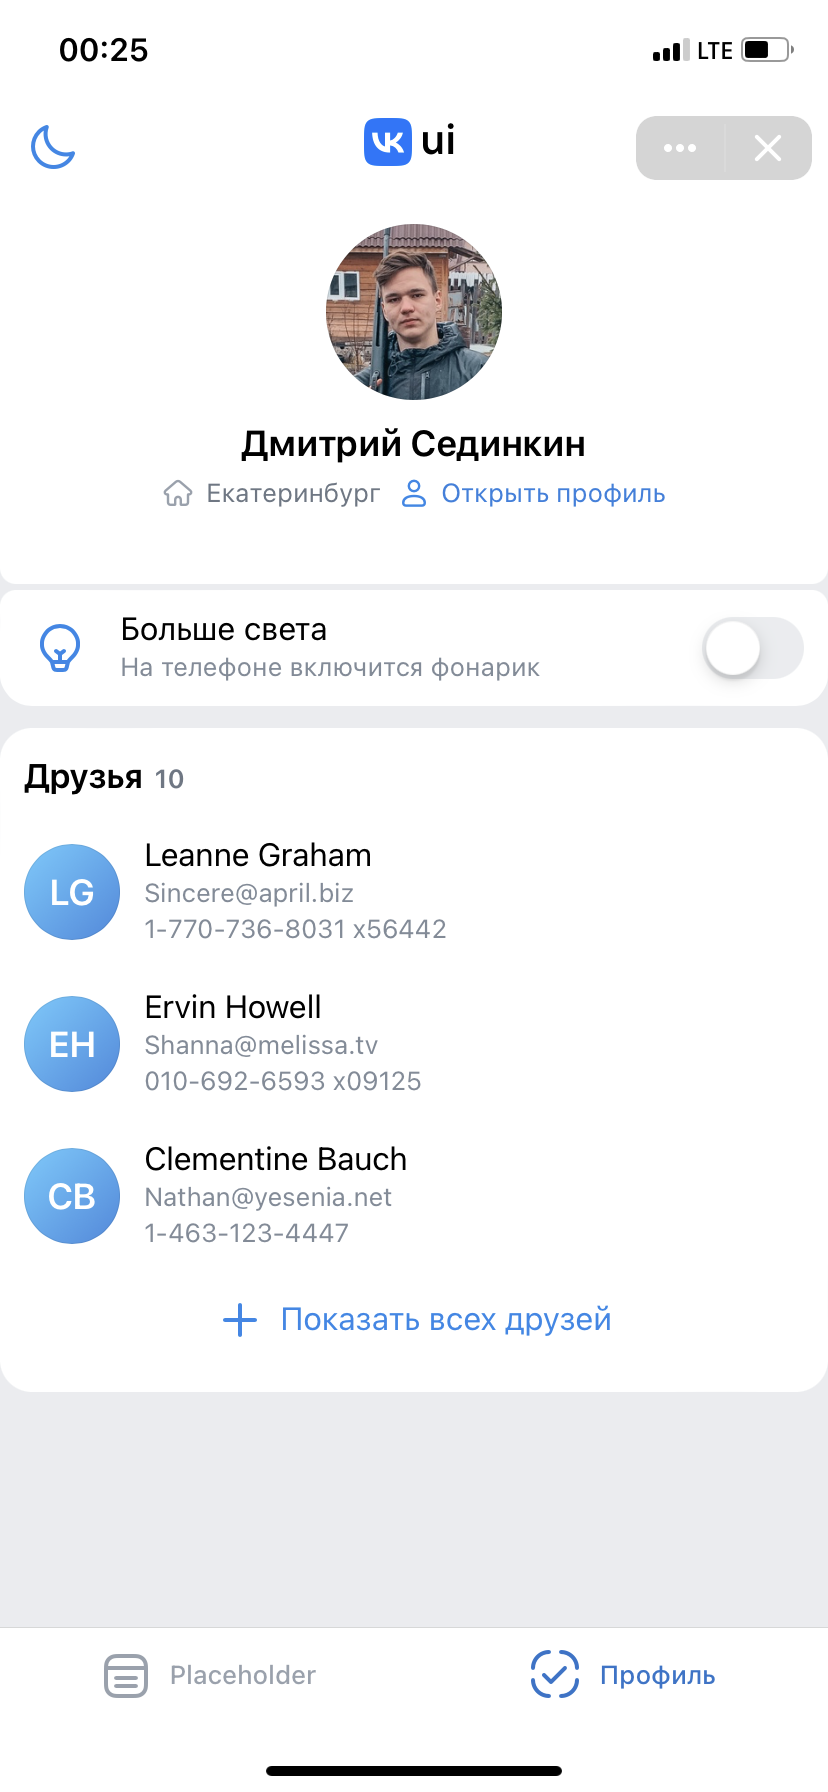 00:25 LTE
VK ui
Дмитрий Сединкин
Екатеринбург Открыть профиль
Больше света
На телефоне включится фонарик
Друзья 10
LG
Leanne Graham
Sincere@april.biz
1-770-736-8031 x56442
EH
Ervin Howell
Shanna@melissa.tv
010-692-6593 x09125
CB
Clementine Bauch
Nathan@yesenia.net
1-463-123-4447
Показать всех друзей
Placeholder Профиль